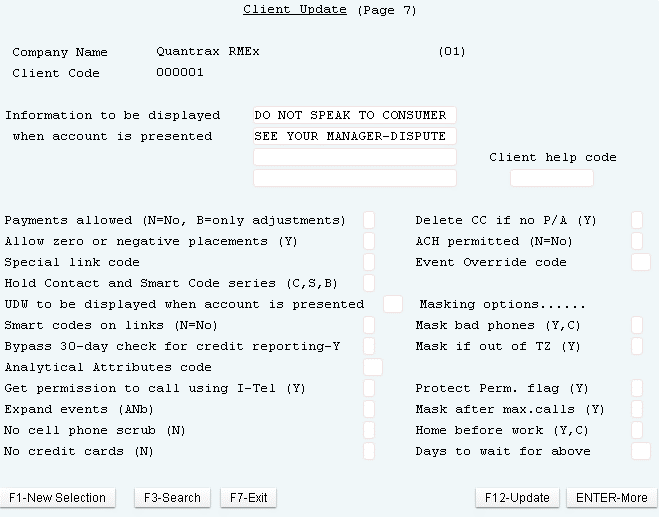 Client Update (Page 7)
Company Name Quantrax RMEx (01)
Client Code 000001
Information to be displayed DO NOT SPEAK TO CONSUMER
when account is presented SEE YOUR MANAGER-DISPUTE
Client help code
Payments allowed (N=No, B=only adjustments) Delete CC if no P/A (Y)
Allow zero or negative placements (Y) ACH permitted (N=No)
Special link code Event Override code
Hold Contact and Smart Code series (C,S,B)
UDW to be displayed when account is presented Masking options......
Smart codes on links (N=No) Mask bad phones (Y,C)
Bypass 30-day check for credit reporting-Y Mask if out of TZ (Y)
Analytical Attributes code
Get permission to call using I-Tel (Y) Protect Perm. flag (Y)
Expand events (ANb) Mask after max.calls (Y)
No cell phone scrub (N) Home before work (Y,C)
No credit cards (N) Days to wait for above
F1-New Selection F3-Search F7-Exit F12-Update ENTER-More